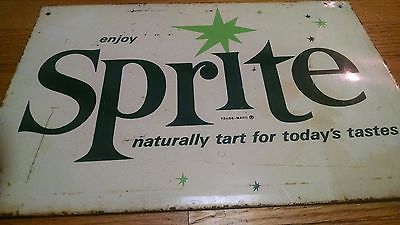 enjoy
Sprite
TRADE-MARK ®
naturally tart for today's tastes